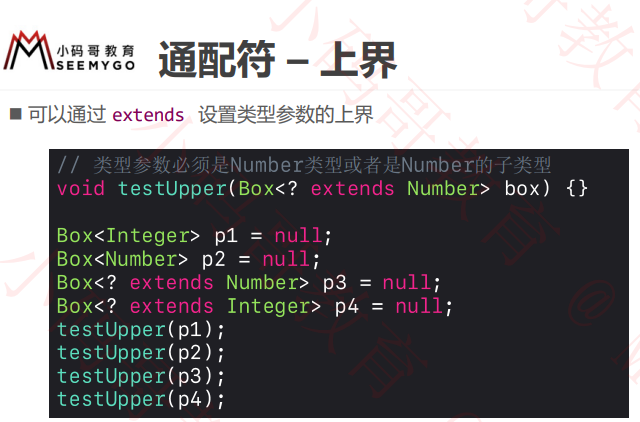 小码哥教育
SEEMYGO
通配符 – 上界
■ 可以通过 extends 设置类型参数的上界
// 类型参数必须是Number类型或者是Number的子类型
void testUpper(Box<? extends Number> box) {}
Box<Integer> p1 = null;
Box<Number> p2 = null;
Box<? extends Number> p3 = null;
Box<? extends Integer> p4 = null;
testUpper(p1);
testUpper(p2);
testUpper(p3);
testUpper(p4);